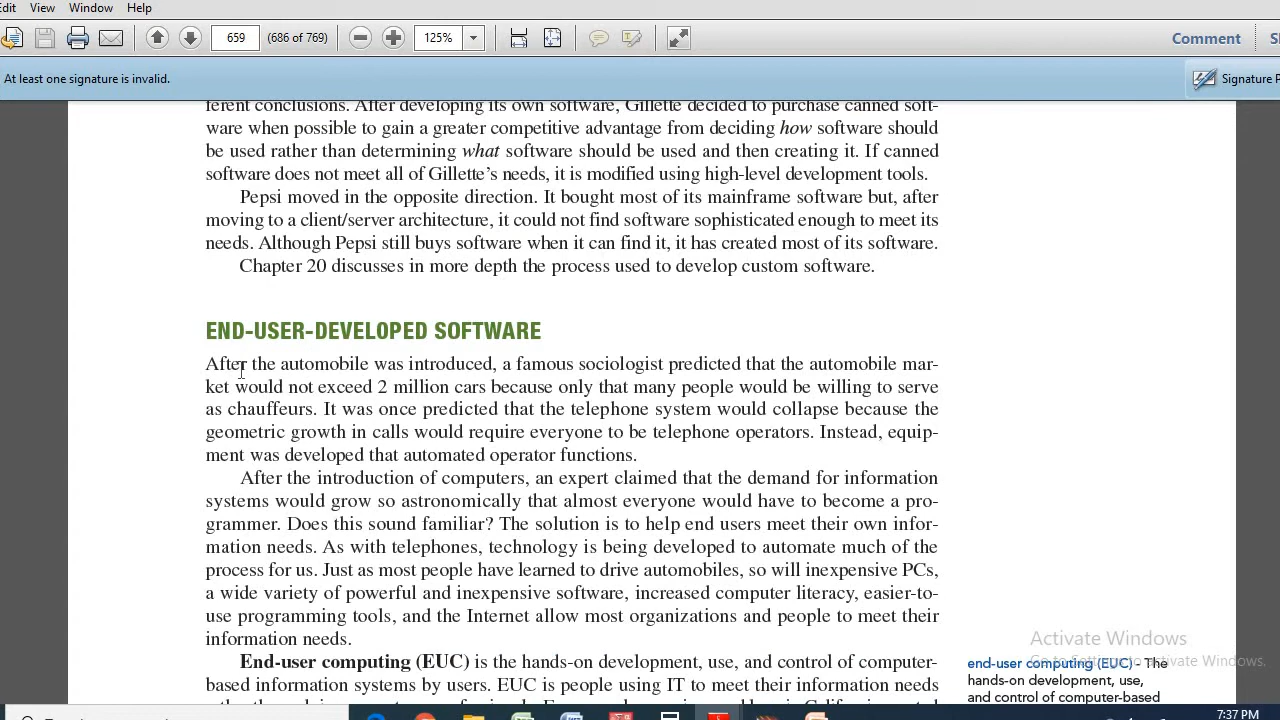 Edit View Window Help
659 (686 of 769) 125% Comment
At least one signature is invalid. Signature P
ferent conclusions. After developing its own software, Gillette decided to purchase canned soft-
ware when possible to gain a greater competitive advantage from deciding how software should
be used rather than determining what software should be used and then creating it. If canned
software does not meet all of Gillette's needs, it is modified using high-level development tools.
Pepsi moved in the opposite direction. It bought most of its mainframe software but, after
moving to a client/server architecture, it could not find software sophisticated enough to meet its
needs. Although Pepsi still buys software when it can find it, it has created most of its software.
Chapter 20 discusses in more depth the process used to develop custom software.
END-USER-DEVELOPED SOFTWARE
After the automobile was introduced, a famous sociologist predicted that the automobile mar-
ket would not exceed 2 million cars because only that many people would be willing to serve
as chauffeurs. It was once predicted that the telephone system would collapse because the
geometric growth in calls would require everyone to be telephone operators. Instead, equip-
ment was developed that automated operator functions.
After the introduction of computers, an expert claimed that the demand for information
systems would grow so astronomically that almost everyone would have to become a pro-
grammer. Does this sound familiar? The solution is to help end users meet their own infor-
mation needs. As with telephones, technology is being developed to automate much of the
process for us. Just as most people have learned to drive automobiles, so will inexpensive PCs,
a wide variety of powerful and inexpensive software, increased computer literacy, easier-to-
use programming tools, and the Internet allow most organizations and people to meet their
information needs.
End-user computing (EUC) is the hands-on development, use, and control of computer-
based information systems by users. EUC is people using IT to meet their information needs
Activate Windows
Go to Settings to activate Windows.
end-user computing (EUC) - The
hands-on development, use,
and control of computer-based
7:37 PM